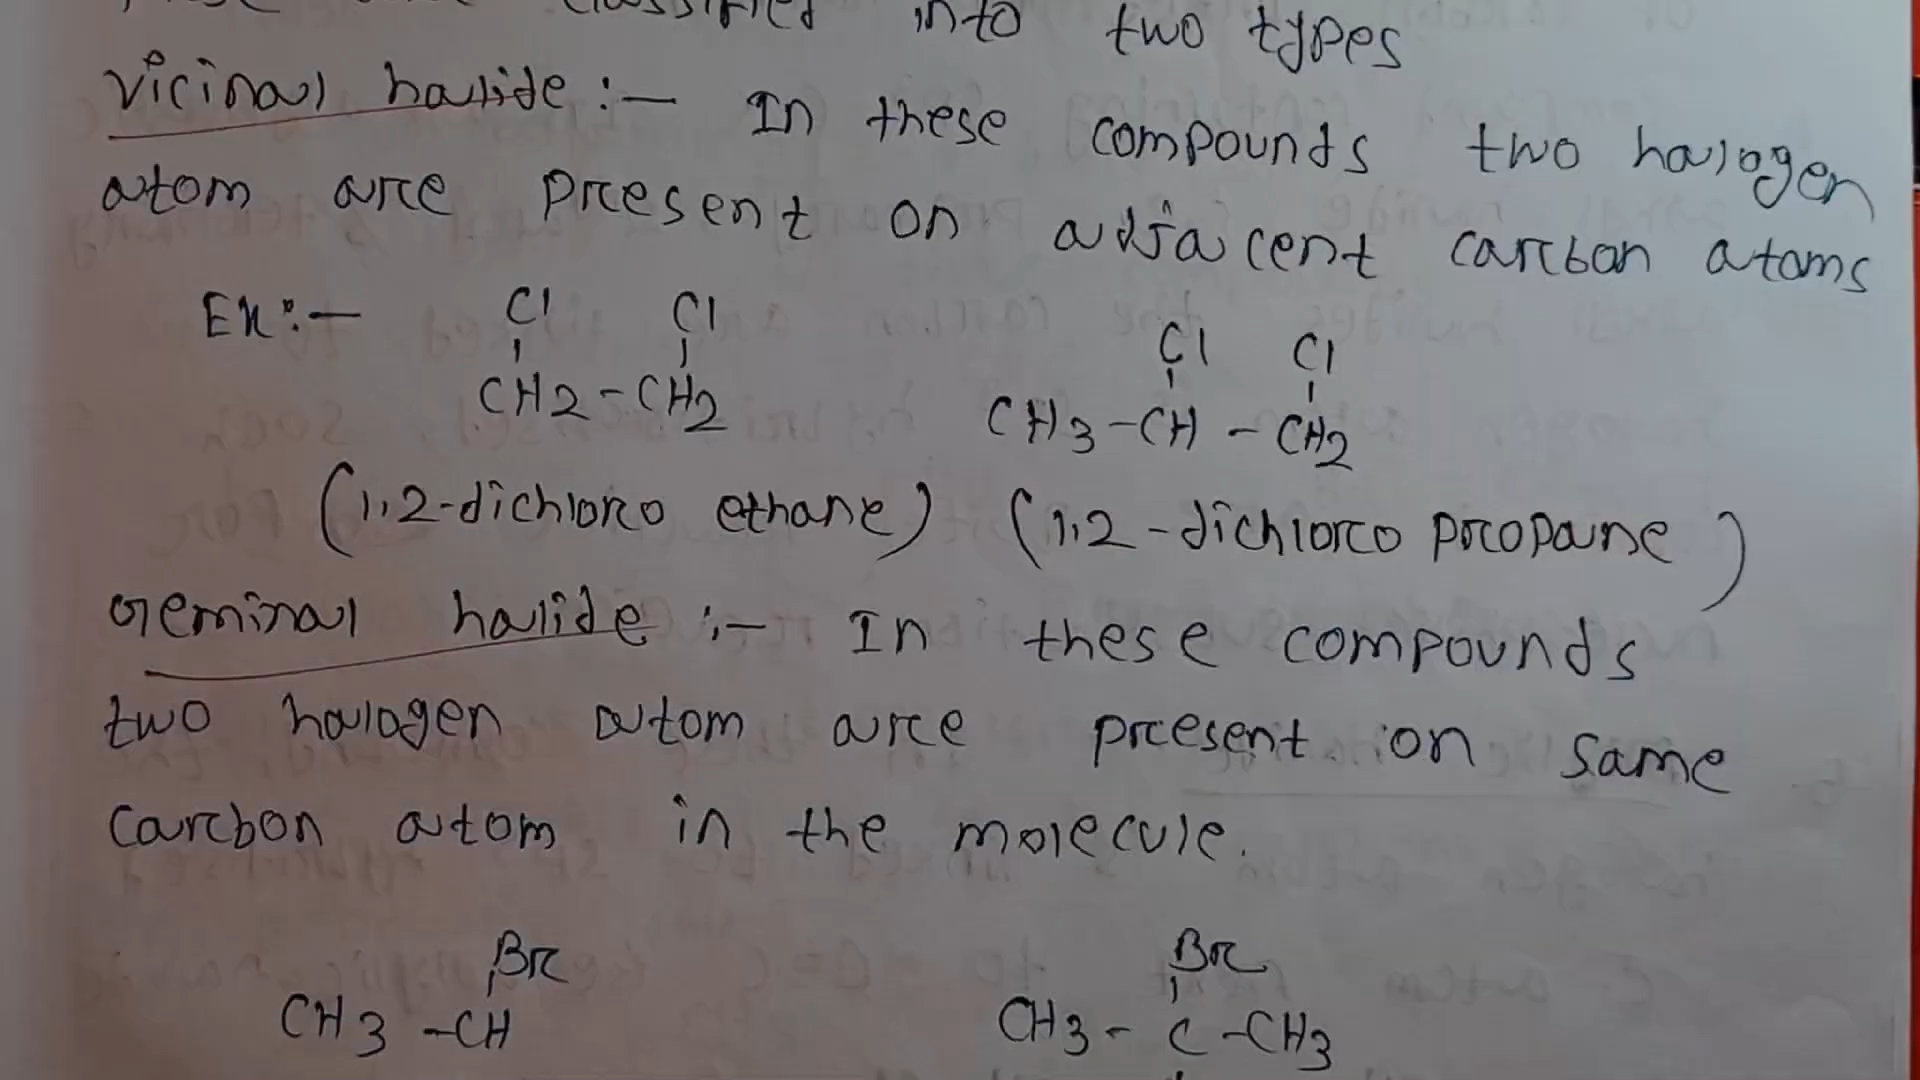 classified into two types
Vicinal halide :- In these compounds two halogen
atom are present on adjacent carbon atoms
Ex :- Cl Cl Cl Cl
CH2-CH2 CH3-CH-CH2
(1,2-dichloro ethane) (1,2-dichloro propane)
Geminal halide :- In these compounds
two halogen atom are present on same
carbon atom in the molecule.
Br Br
CH3-CH CH3-C-CH3